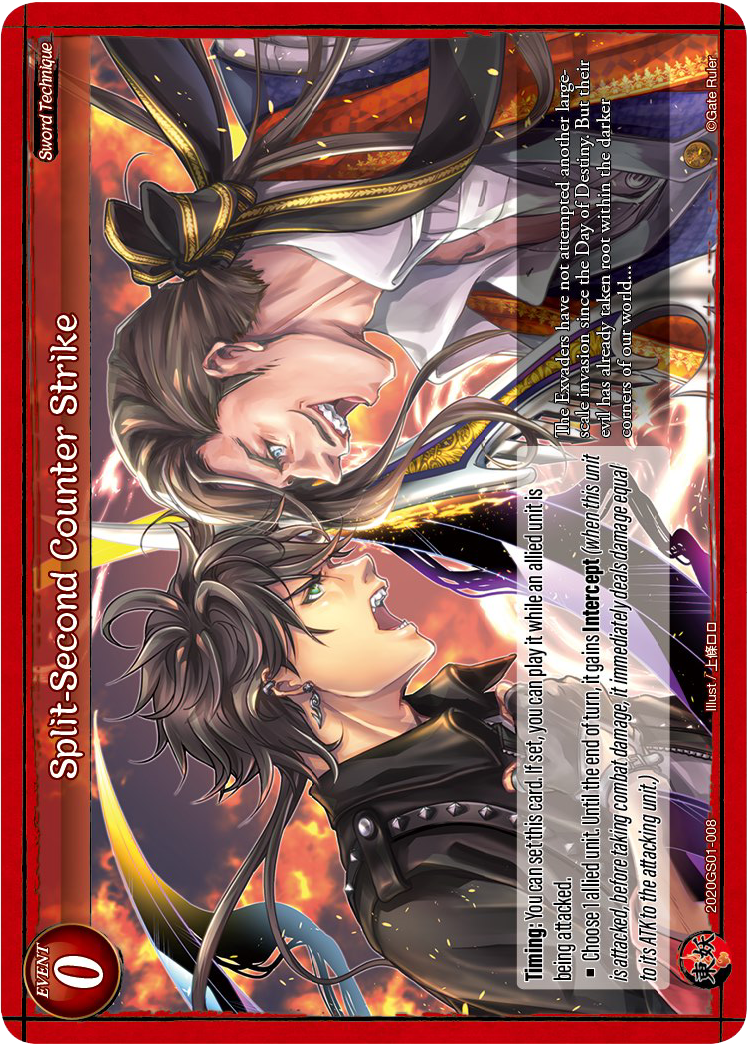 EVENT
0
Split-Second Counter Strike
Sword Technique
Timing: You can set this card. If set, you can play it while an allied unit is
being attacked.
▪ Choose 1 allied unit. Until the end of turn, it gains Intercept (when this unit
is attacked, before taking combat damage, it immediately deals damage equal
to its ATK to the attacking unit.)
The Exvaders have not attempted another large-
scale invasion since the Day of Destiny. But their
evil has already taken root within the darker
corners of our world...
東妖
2020GS01-008
Illust / 上條ロロ
©Gate Ruler